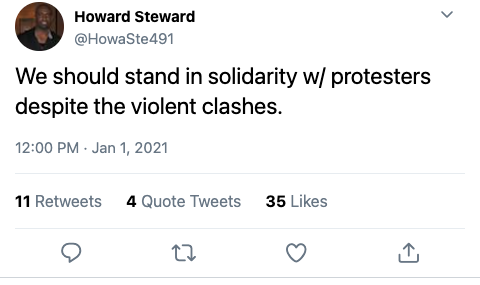 Howard Steward
@HowaSte491
We should stand in solidarity w/ protesters
despite the violent clashes.
12:00 PM · Jan 1, 2021
11 Retweets 4 Quote Tweets 35 Likes